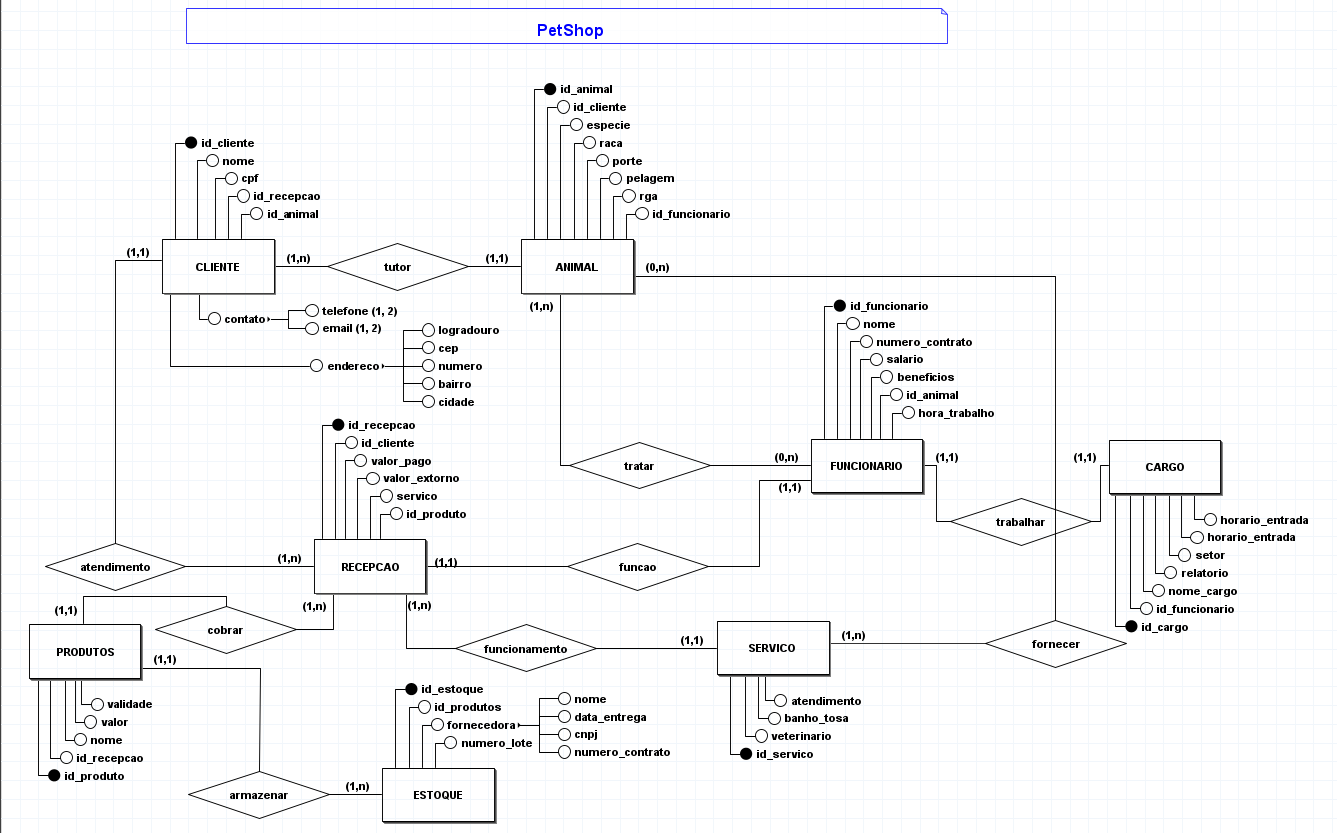 PetShop
id_animal
id_cliente
especie
raca
porte
pelagem
rga
id_funcionario
id_cliente
nome
cpf
id_recepcao
id_animal
(1,1)
CLIENTE
(1,n)
tutor
(1,1)
ANIMAL
(0,n)
(1,n)
contato
telefone (1, 2)
email (1, 2)
endereco
logradouro
cep
numero
bairro
cidade
id_funcionario
nome
numero_contrato
salario
beneficios
id_animal
hora_trabalho
id_recepcao
id_cliente
valor_pago
valor_extorno
servico
id_produto
tratar
(0,n)
FUNCIONARIO
(1,1)
(1,1)
(1,1)
CARGO
trabalhar
horario_entrada
horario_entrada
setor
relatorio
nome_cargo
id_funcionario
id_cargo
atendimento
(1,n)
RECEPCAO
(1,1)
funcao
(1,1)
cobrar
(1,n)
(1,n)
PRODUTOS
(1,1)
funcionamento
(1,1)
SERVICO
(1,n)
fornecer
validade
valor
nome
id_recepcao
id_produto
id_estoque
id_produtos
fornecedora
numero_lote
nome
data_entrega
cnpj
numero_contrato
atendimento
banho_tosa
veterinario
id_servico
armazenar
(1,n)
ESTOQUE